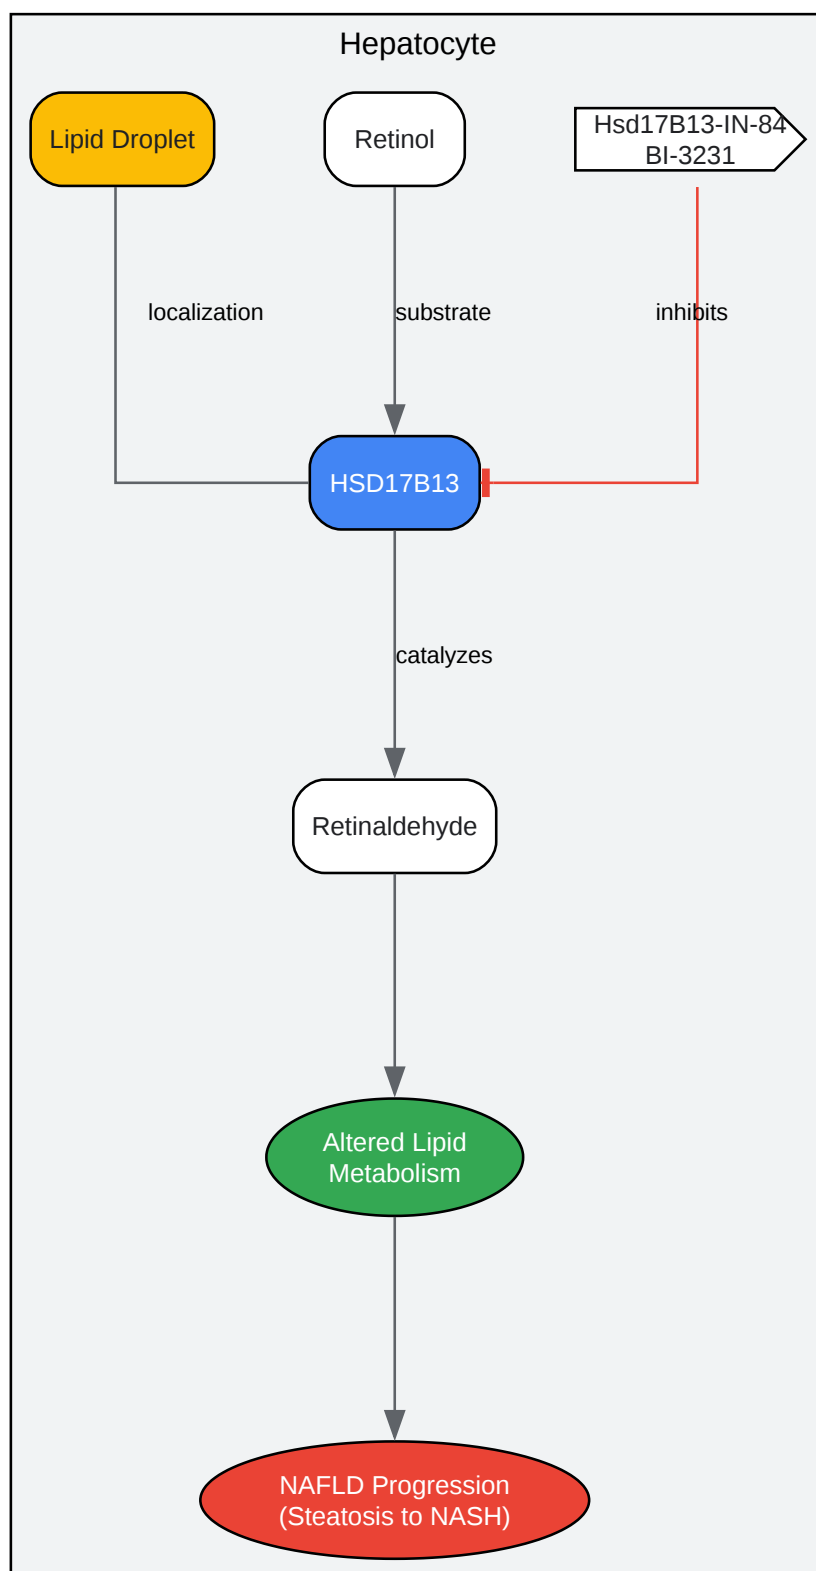 Hepatocyte
Lipid Droplet
Retinol
Hsd17B13-IN-84
BI-3231
localization
substrate
inhibits
HSD17B13
catalyzes
Retinaldehyde
Altered Lipid
Metabolism
NAFLD Progression
(Steatosis to NASH)